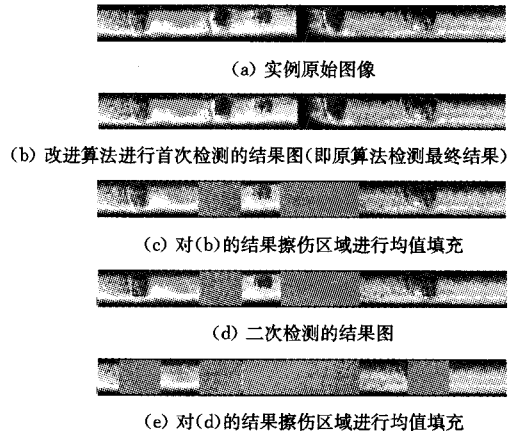 (a) 实例原始图像
(b) 改进算法进行首次检测的结果图(即原算法检测最终结果)
(c) 对(b)的结果擦伤区域进行均值填充
(d) 二次检测的结果图
(e) 对(d)的结果擦伤区域进行均值填充